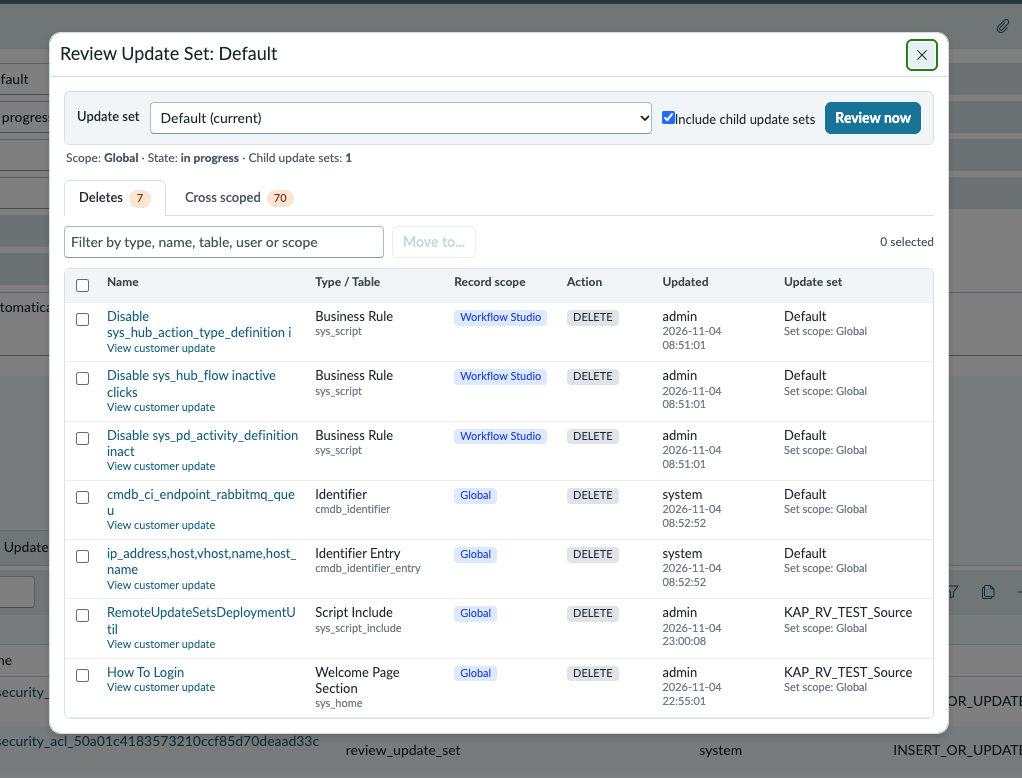 Review Update Set: Default
fault
progress
tomatica
Update set
Default (current)
Include child update sets
Review now
Scope: Global · State: in progress · Child update sets: 1
Deletes 7
Cross scoped 70
Filter by type, name, table, user or scope
Move to...
0 selected
Name Type / Table Record scope Action Updated Update set
Disable
sys_hub_action_type_definition i
View customer update
Business Rule
sys_script
Workflow Studio
DELETE
admin
2026-11-04
08:51:01
Default
Set scope: Global
Disable sys_hub_flow inactive
clicks
View customer update
Business Rule
sys_script
Workflow Studio
DELETE
admin
2026-11-04
08:51:01
Default
Set scope: Global
Disable sys_pd_activity_definition
inact
View customer update
Business Rule
sys_script
Workflow Studio
DELETE
admin
2026-11-04
08:51:01
Default
Set scope: Global
cmdb_ci_endpoint_rabbitmq_que
u
View customer update
Identifier
cmdb_identifier
Global
DELETE
system
2026-11-04
08:52:52
Default
Set scope: Global
ip_address,host,vhost,name,host_
name
View customer update
Identifier Entry
cmdb_identifier_entry
Global
DELETE
system
2026-11-04
08:52:52
Default
Set scope: Global
RemoteUpdateSetsDeploymentU
til
View customer update
Script Include
sys_script_include
Global
DELETE
admin
2026-11-04
23:00:08
KAP_RV_TEST_Source
Set scope: Global
How To Login
View customer update
Welcome Page
Section
sys_home
Global
DELETE
admin
2026-11-04
22:55:01
KAP_RV_TEST_Source
Set scope: Global
Update
me
security_
OR_UPDATE
security_acl_50a01c4183573210ccf85d70deaad33c
review_update_set
system
INSERT_OR_UPDATE